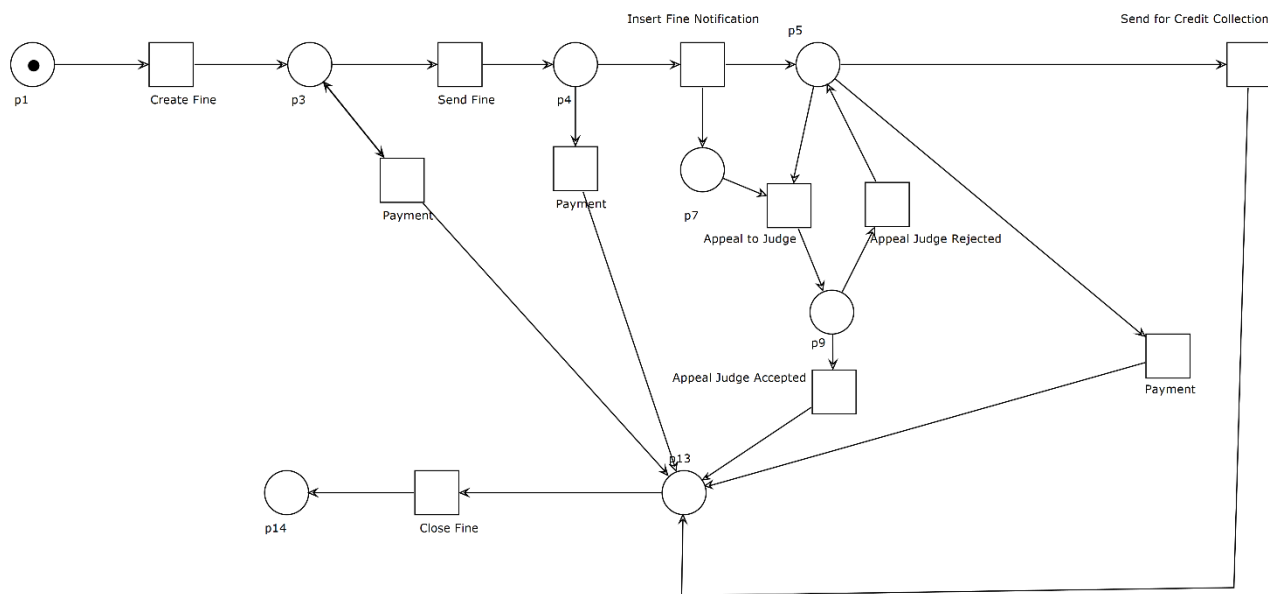 Insert Fine Notification
Send for Credit Collection
p5
p1
Create Fine
p3
Send Fine
p4
Payment
Payment
p7
Appeal to Judge
Appeal Judge Rejected
p9
Appeal Judge Accepted
Payment
p13
p14
Close Fine